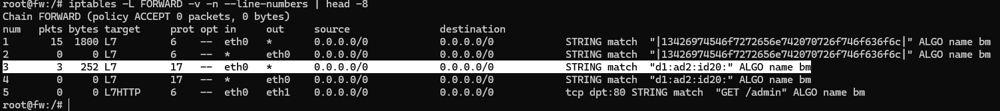 root@fw:/# iptables -L FORWARD -v -n --line-numbers | head -8
Chain FORWARD (policy ACCEPT 0 packets, 0 bytes)
num pkts bytes target prot opt in out source destination
1 15 1800 L7 6 -- eth0 * 0.0.0.0/0 0.0.0.0/0 STRING match "|13426974546f7272656e742070726f746f636f6c|" ALGO name bm
2 0 0 L7 6 -- * eth0 0.0.0.0/0 0.0.0.0/0 STRING match "|13426974546f7272656e742070726f746f636f6c|" ALGO name bm
3 3 252 L7 17 -- eth0 * 0.0.0.0/0 0.0.0.0/0 STRING match "d1:ad2:id20:" ALGO name bm
4 0 0 L7 17 -- * eth0 0.0.0.0/0 0.0.0.0/0 STRING match "d1:ad2:id20:" ALGO name bm
5 0 0 L7HTTP 6 -- eth0 eth1 0.0.0.0/0 0.0.0.0/0 tcp dpt:80 STRING match "GET /admin" ALGO name bm
root@fw:/#